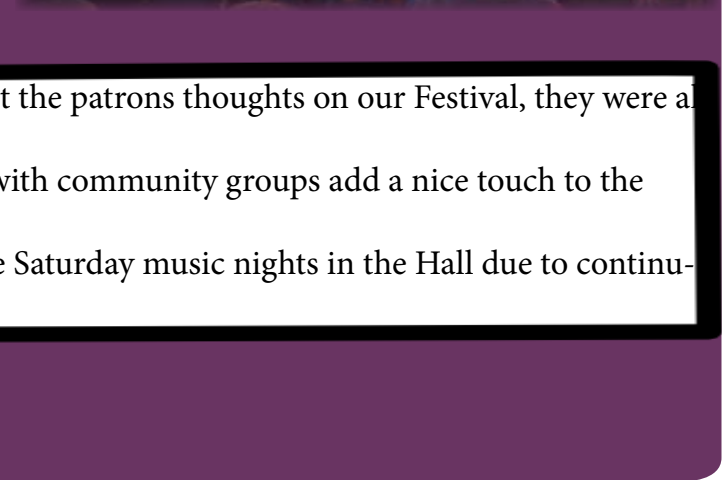 the patrons thoughts on our Festival, they were
with community groups add a nice touch to the
Saturday music nights in the Hall due to continu-